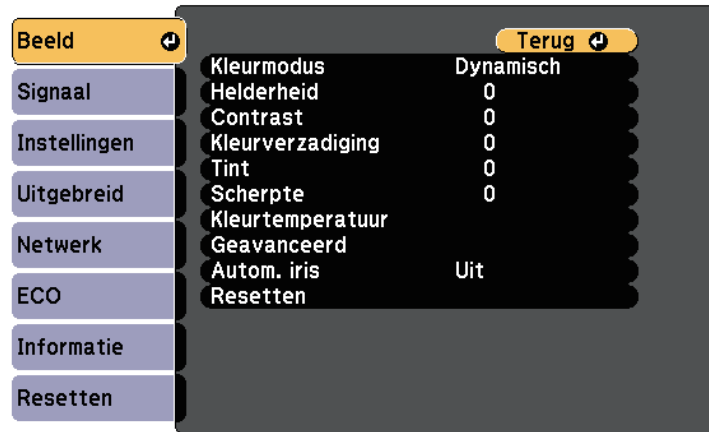 Beeld
Signaal
Instellingen
Uitgebreid
Netwerk
ECO
Informatie
Resetten
Terug
Kleurmodus Dynamisch
Helderheid 0
Contrast 0
Kleurverzadiging 0
Tint 0
Scherpte 0
Kleurtemperatuur
Geavanceerd
Autom. iris Uit
Resetten